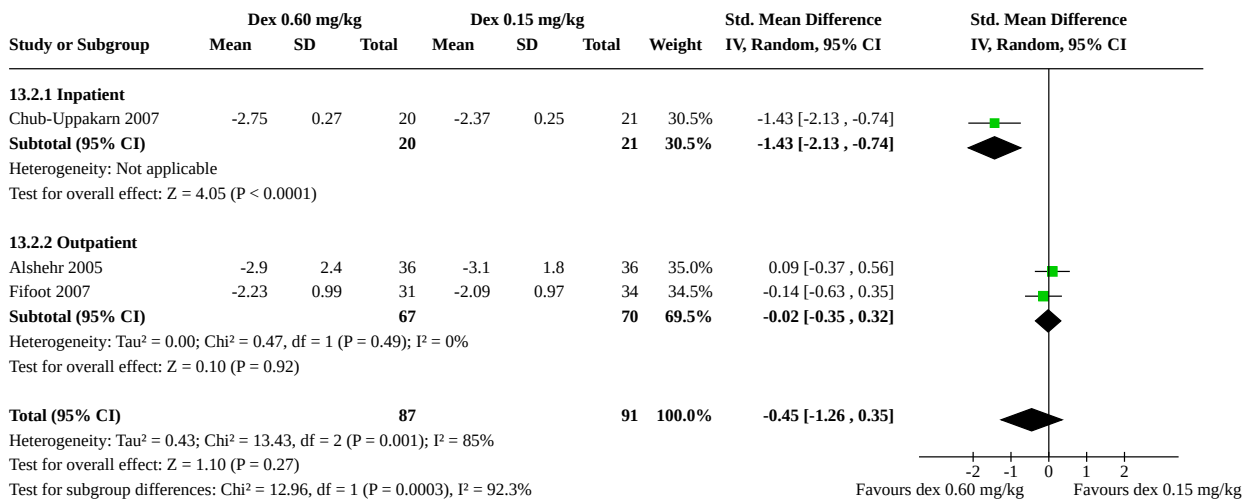 Dex 0.60 mg/kg Dex 0.15 mg/kg Std. Mean Difference Std. Mean Difference
Study or Subgroup Mean SD Total Mean SD Total Weight IV, Random, 95% CI IV, Random, 95% CI
13.2.1 Inpatient
Chub-Uppakarn 2007 -2.75 0.27 20 -2.37 0.25 21 30.5% -1.43 [-2.13 , -0.74]
Subtotal (95% CI) 20 21 30.5% -1.43 [-2.13 , -0.74]
Heterogeneity: Not applicable
Test for overall effect: Z = 4.05 (P < 0.0001)
13.2.2 Outpatient
Alshehr 2005 -2.9 2.4 36 -3.1 1.8 36 35.0% 0.09 [-0.37 , 0.56]
Fifoot 2007 -2.23 0.99 31 -2.09 0.97 34 34.5% -0.14 [-0.63 , 0.35]
Subtotal (95% CI) 67 70 69.5% -0.02 [-0.35 , 0.32]
Heterogeneity: Tau² = 0.00; Chi² = 0.47, df = 1 (P = 0.49); I² = 0%
Test for overall effect: Z = 0.10 (P = 0.92)
Total (95% CI) 87 91 100.0% -0.45 [-1.26 , 0.35]
Heterogeneity: Tau² = 0.43; Chi² = 13.43, df = 2 (P = 0.001); I² = 85%
Test for overall effect: Z = 1.10 (P = 0.27)
-2 -1 0 1 2
Test for subgroup differences: Chi² = 12.96, df = 1 (P = 0.0003), I² = 92.3% Favours dex 0.60 mg/kg Favours dex 0.15 mg/kg